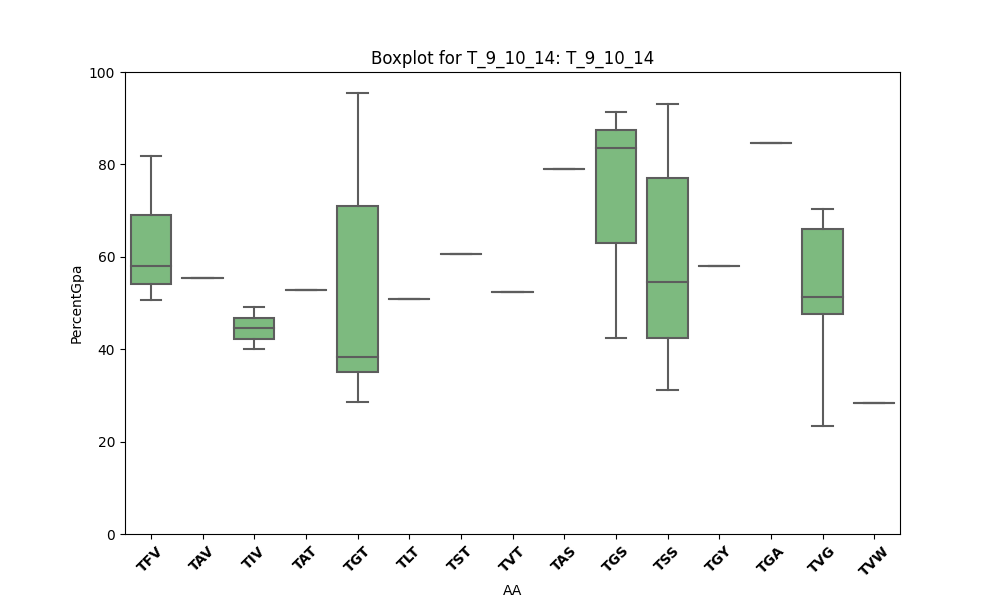 Boxplot for T_9_10_14: T_9_10_14
100
80
60
40
20
0
PercentGpa
TFV TAV TIV TAT TGT TLT TST TVT TAS TGS TSS TGY TGA TVG TVW
AA